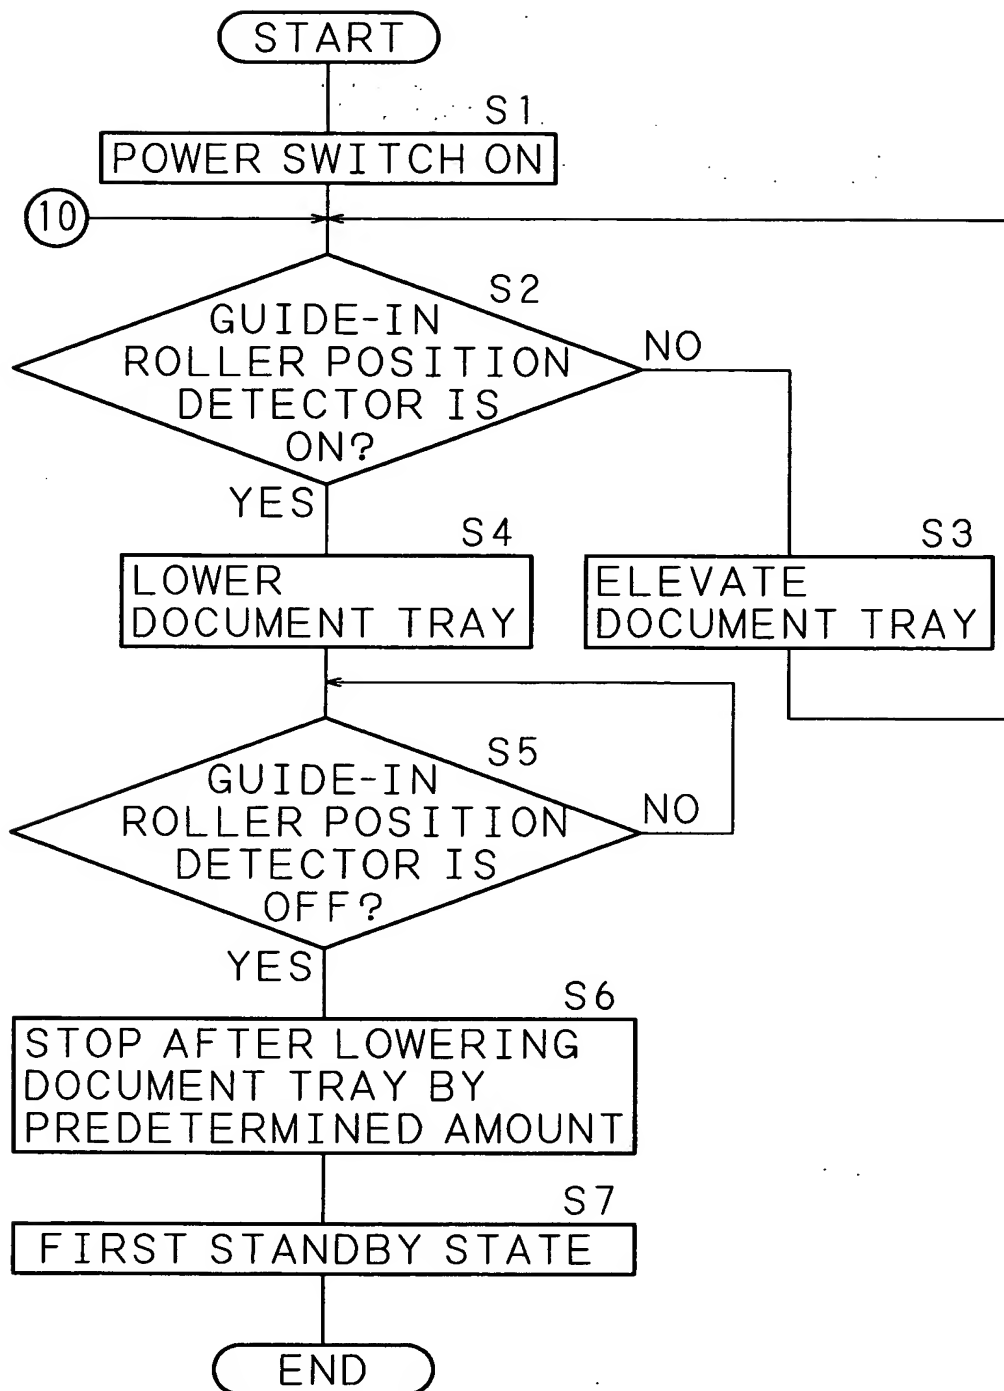 START
S1
POWER SWITCH ON
10
S2
GUIDE-IN
ROLLER POSITION
DETECTOR IS
ON?
NO
YES
S4
LOWER
DOCUMENT TRAY
S3
ELEVATE
DOCUMENT TRAY
S5
GUIDE-IN
ROLLER POSITION
DETECTOR IS
OFF?
NO
YES
S6
STOP AFTER LOWERING
DOCUMENT TRAY BY
PREDETERMINED AMOUNT
S7
FIRST STANDBY STATE
END